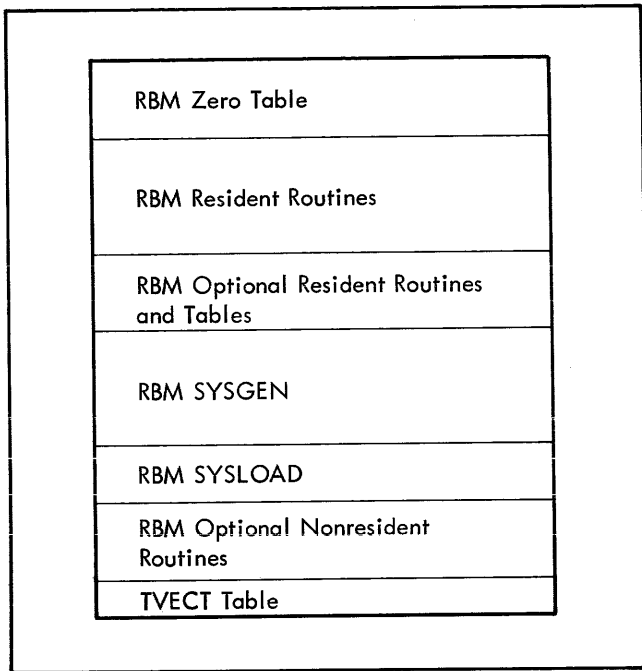 RBM Zero Table
RBM Resident Routines
RBM Optional Resident Routines
and Tables
RBM SYSGEN
RBM SYSLOAD
RBM Optional Nonresident
Routines
TVECT Table